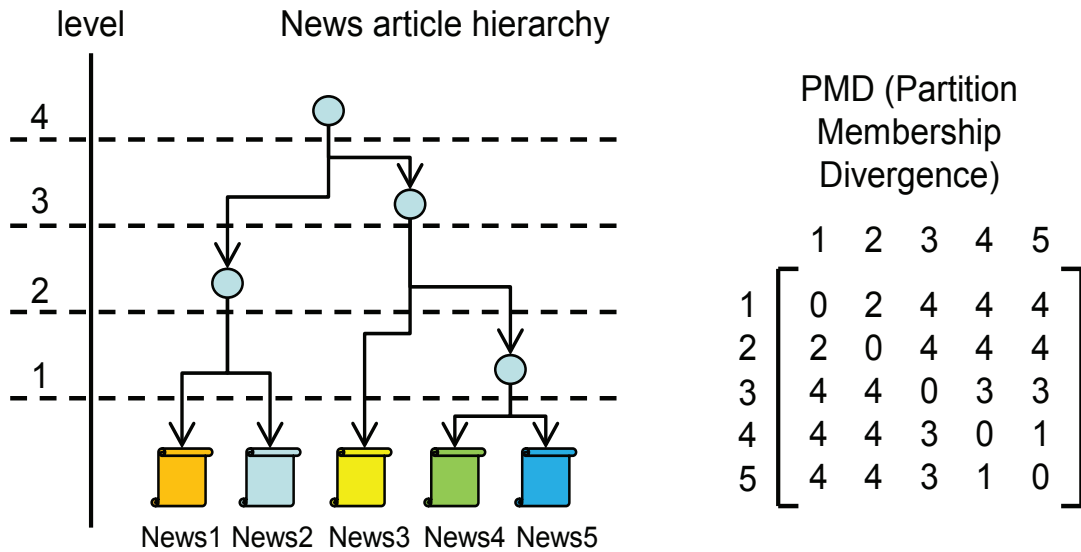 level
News article hierarchy
4
3
2
1
News1 News2 News3 News4 News5
PMD (Partition
Membership
Divergence)
1 2 3 4 5
1 0 2 4 4 4
2 2 0 4 4 4
3 4 4 0 3 3
4 4 4 3 0 1
5 4 4 3 1 0